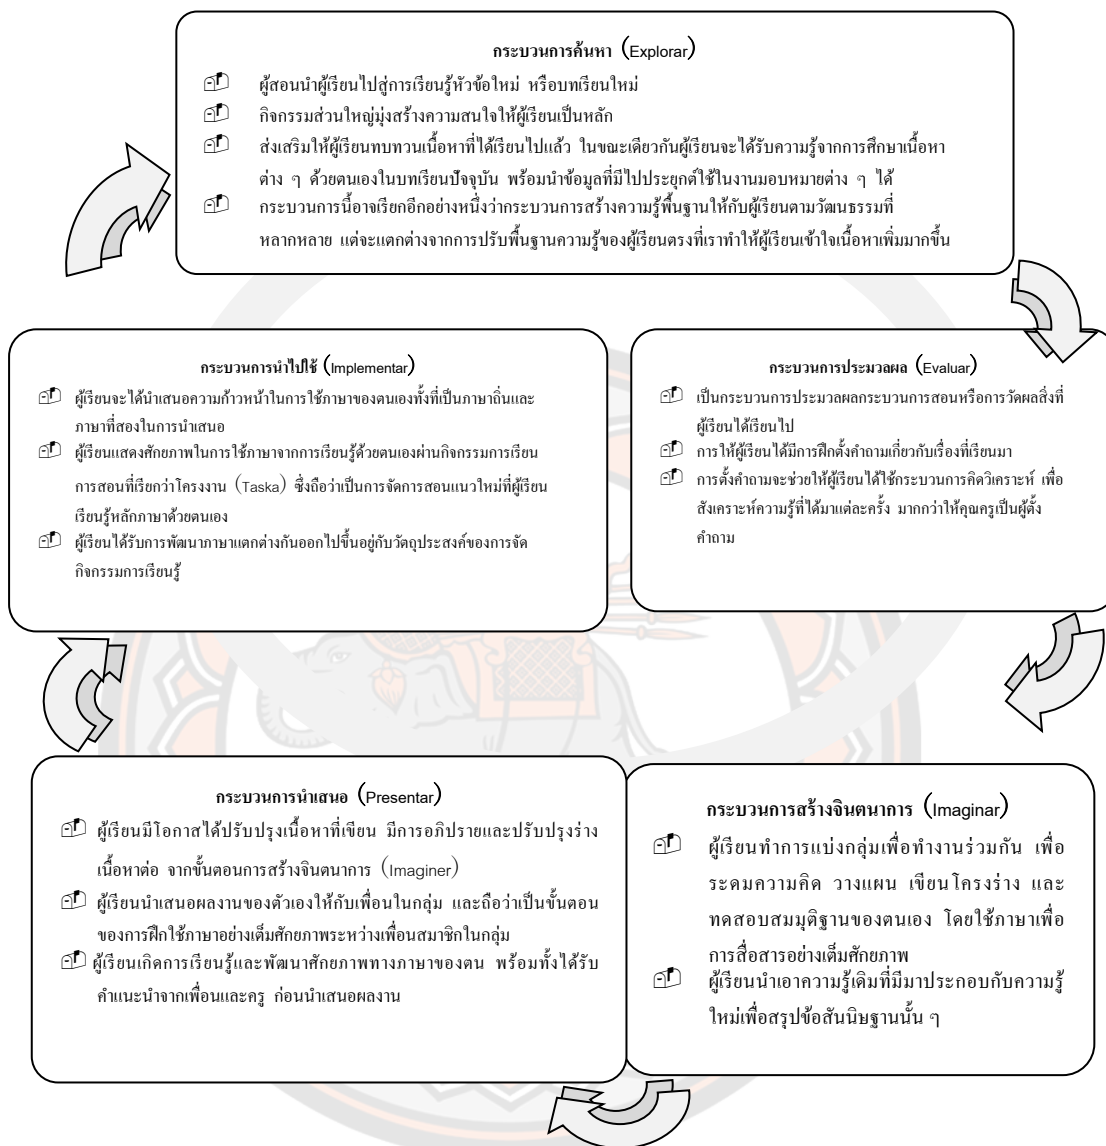 กระบวนการค้นหา (Explorar)
ผู้สอนนำผู้เรียนไปสู่การเรียนรู้หัวข้อใหม่ หรือบทเรียนใหม่
กิจกรรมส่วนใหญ่มุ่งสร้างความสนใจให้ผู้เรียนเป็นหลัก
ส่งเสริมให้ผู้เรียนทบทวนเนื้อหาที่ได้เรียนไปแล้ว ในขณะเดียวกันผู้เรียนจะได้รับความรู้จากการศึกษาเนื้อหา
ต่าง ๆ ด้วยตนเองในบทเรียนปัจจุบัน พร้อมนำข้อมูลที่มีไปประยุกต์ใช้ในงานมอบหมายต่าง ๆ ได้
กระบวนการนี้อาจเรียกอีกอย่างหนึ่งว่ากระบวนการสร้างความรู้พื้นฐานให้กับผู้เรียนตามวัฒนธรรมที่
หลากหลาย แต่จะแตกต่างจากการปรับพื้นฐานความรู้ของผู้เรียนตรงที่เราทำให้ผู้เรียนเข้าใจเนื้อหาเพิ่มมากขึ้น
กระบวนการประมวลผล (Evaluar)
เป็นกระบวนการประมวลผลกระบวนการสอนหรือการวัดผลสิ่งที่
ผู้เรียนได้เรียนไป
การให้ผู้เรียนได้มีการฝึกตั้งคำถามเกี่ยวกับเรื่องที่เรียนมา
การตั้งคำถามจะช่วยให้ผู้เรียนได้ใช้กระบวนการคิดวิเคราะห์ เพื่อ
สังเคราะห์ความรู้ที่ได้มาแต่ละครั้ง มากกว่าให้คุณครูเป็นผู้ตั้ง
คำถาม
กระบวนการสร้างจินตนาการ (Imaginar)
ผู้เรียนทำการแบ่งกลุ่มเพื่อทำงานร่วมกัน เพื่อ
ระดมความคิด วางแผน เขียนโครงร่าง และ
ทดสอบสมมุติฐานของตนเอง โดยใช้ภาษาเพื่อ
การสื่อสารอย่างเต็มศักยภาพ
ผู้เรียนนำเอาความรู้เดิมที่มีมาประกอบกับความรู้
ใหม่เพื่อสรุปข้อสันนิษฐานนั้น ๆ
กระบวนการนำเสนอ (Presentar)
ผู้เรียนมีโอกาสได้ปรับปรุงเนื้อหาที่เขียน มีการอภิปรายและปรับปรุงร่าง
เนื้อหาต่อ จากขั้นตอนการสร้างจินตนาการ (Imaginer)
ผู้เรียนนำเสนอผลงานของตัวเองให้กับเพื่อนในกลุ่ม และถือว่าเป็นขั้นตอน
ของการฝึกใช้ภาษาอย่างเต็มศักยภาพระหว่างเพื่อนสมาชิกในกลุ่ม
ผู้เรียนเกิดการเรียนรู้และพัฒนาศักยภาพทางภาษาของตน พร้อมทั้งได้รับ
คำแนะนำจากเพื่อนและครู ก่อนนำเสนอผลงาน
กระบวนการนำไปใช้ (Implementar)
ผู้เรียนจะได้นำเสนอความก้าวหน้าในการใช้ภาษาของตนเองทั้งที่เป็นภาษาถิ่นและ
ภาษาที่สองในการนำเสนอ
ผู้เรียนแสดงศักยภาพในการใช้ภาษาจากการเรียนรู้ด้วยตนเองผ่านกิจกรรมการเรียน
การสอนที่เรียกว่าโครงงาน (Taska) ซึ่งถือว่าเป็นการจัดการสอนแนวใหม่ที่ผู้เรียน
เรียนรู้หลักภาษาด้วยตนเอง
ผู้เรียนได้รับการพัฒนาภาษาแตกต่างกันออกไปขึ้นอยู่กับวัตถุประสงค์ของการจัด
กิจกรรมการเรียนรู้